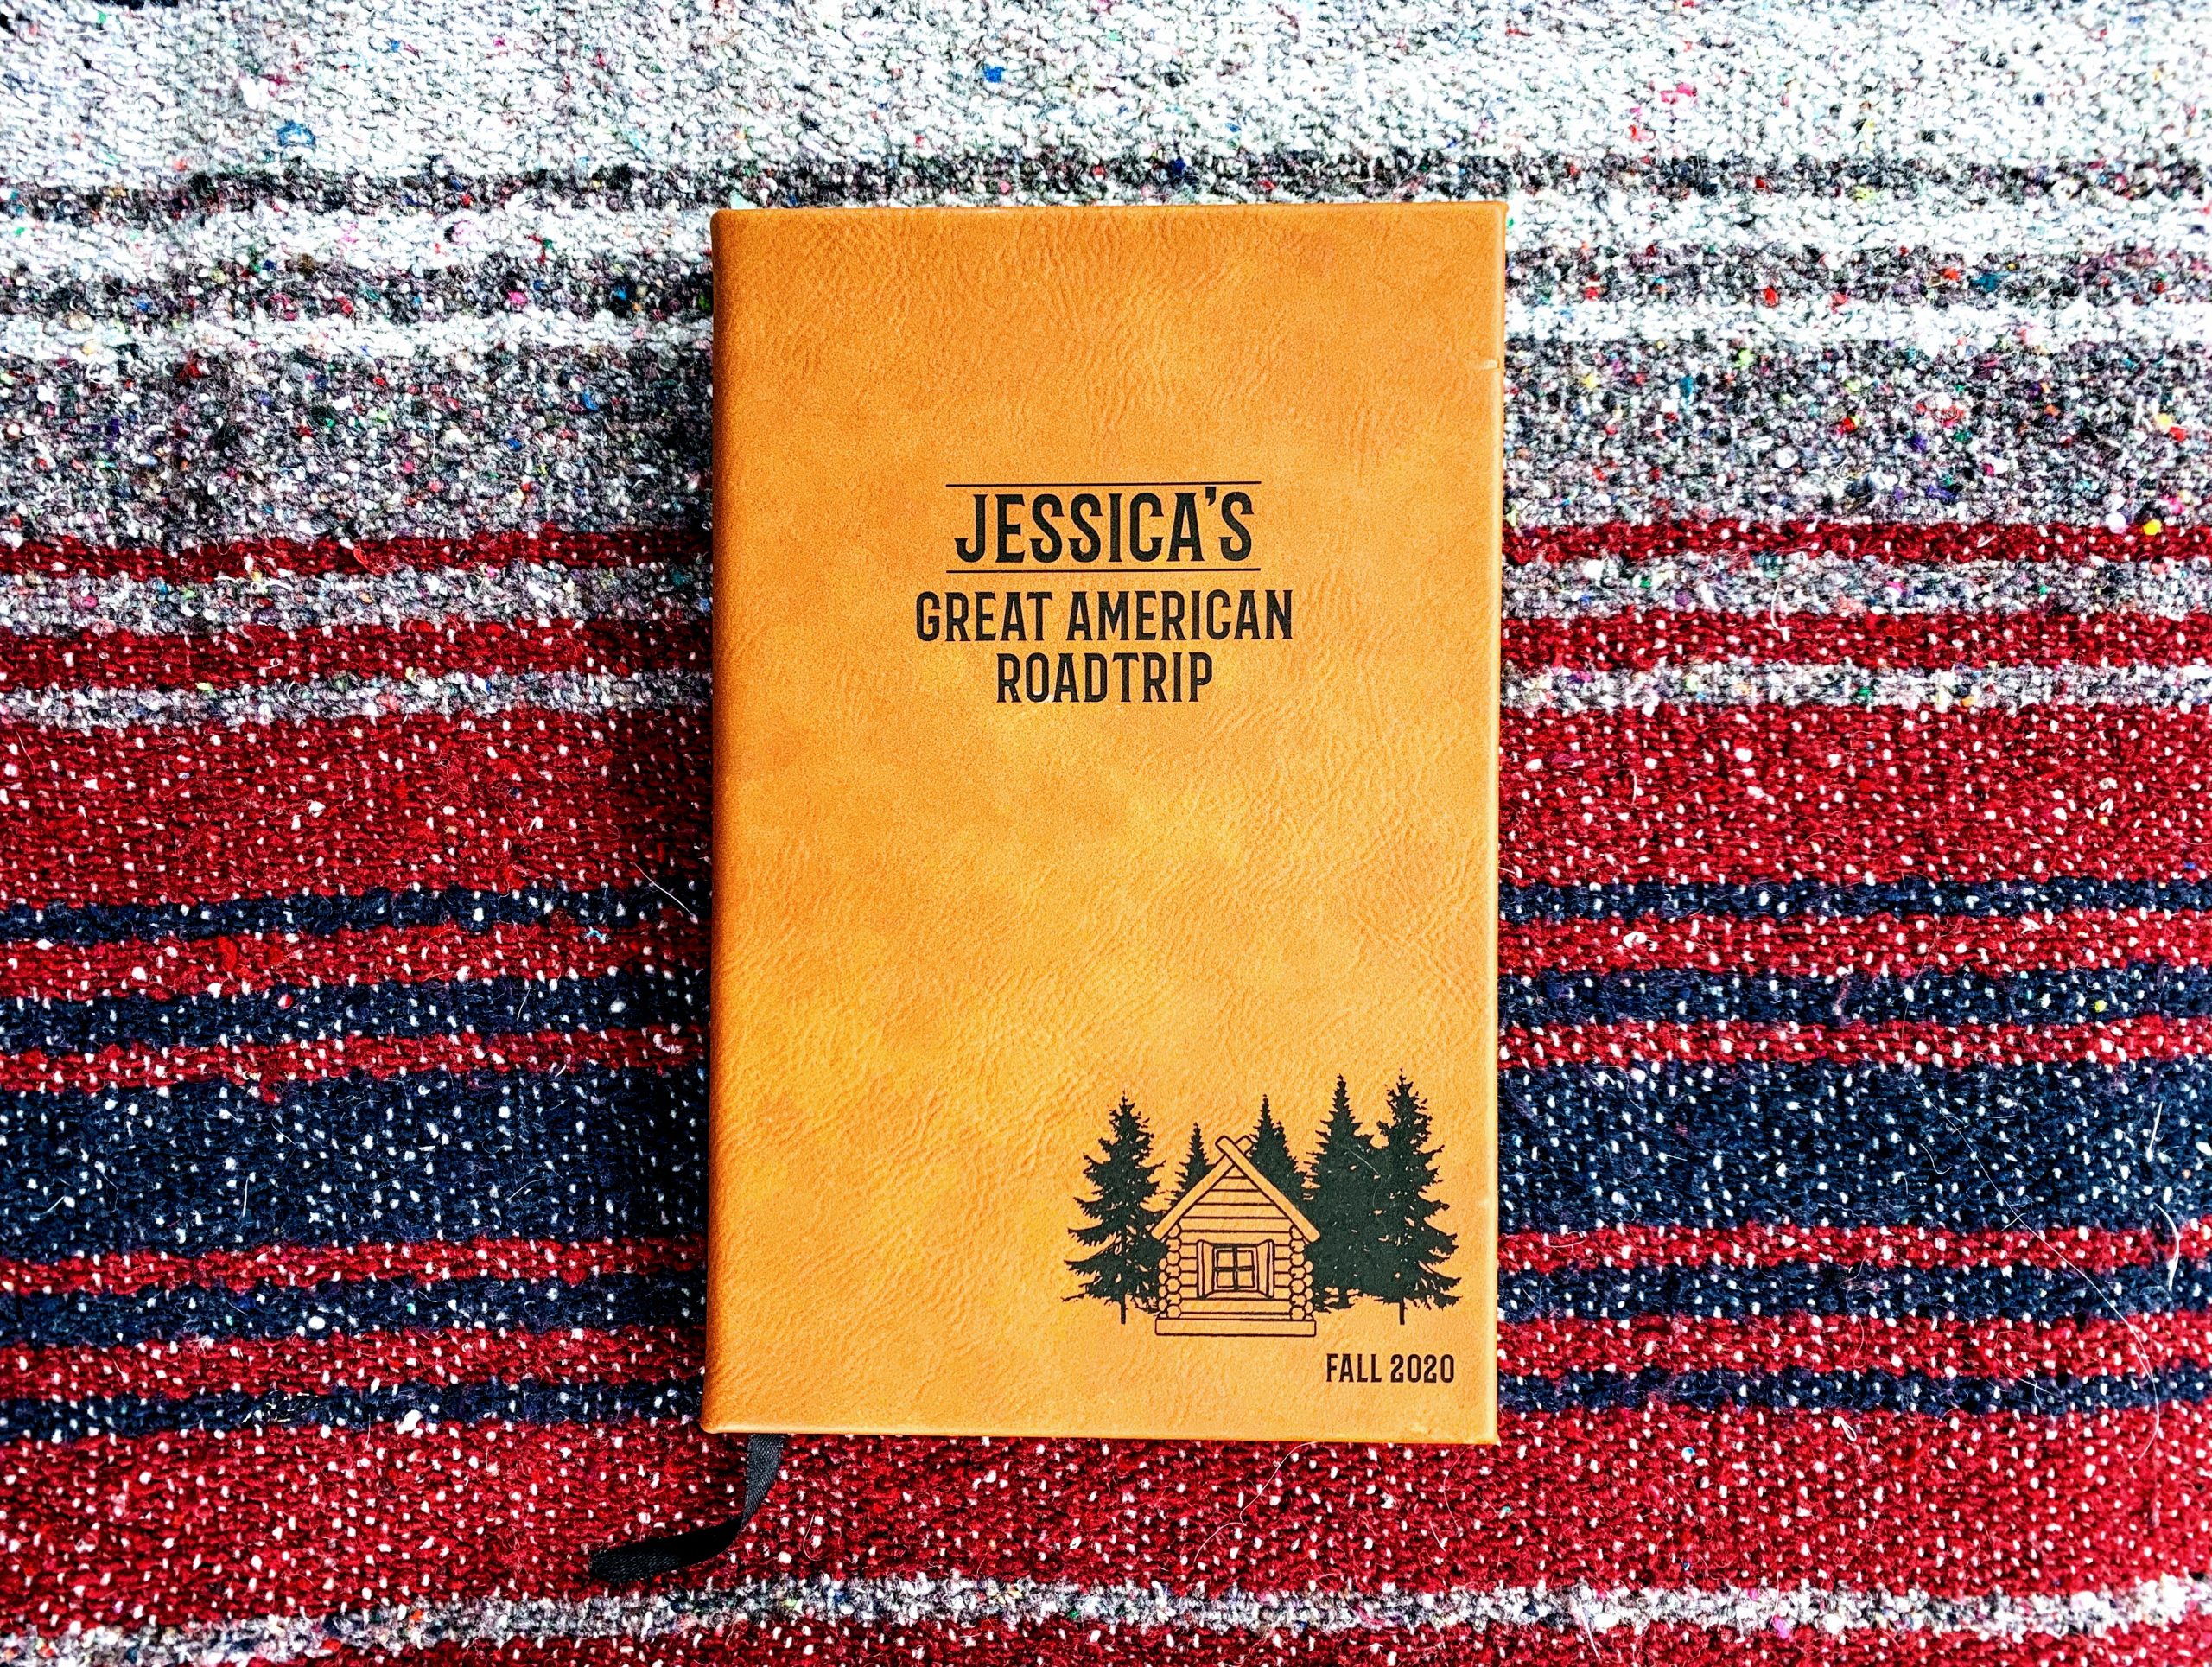 JESSICA'S
GREAT AMERICAN
ROADTRIP
FALL 2020